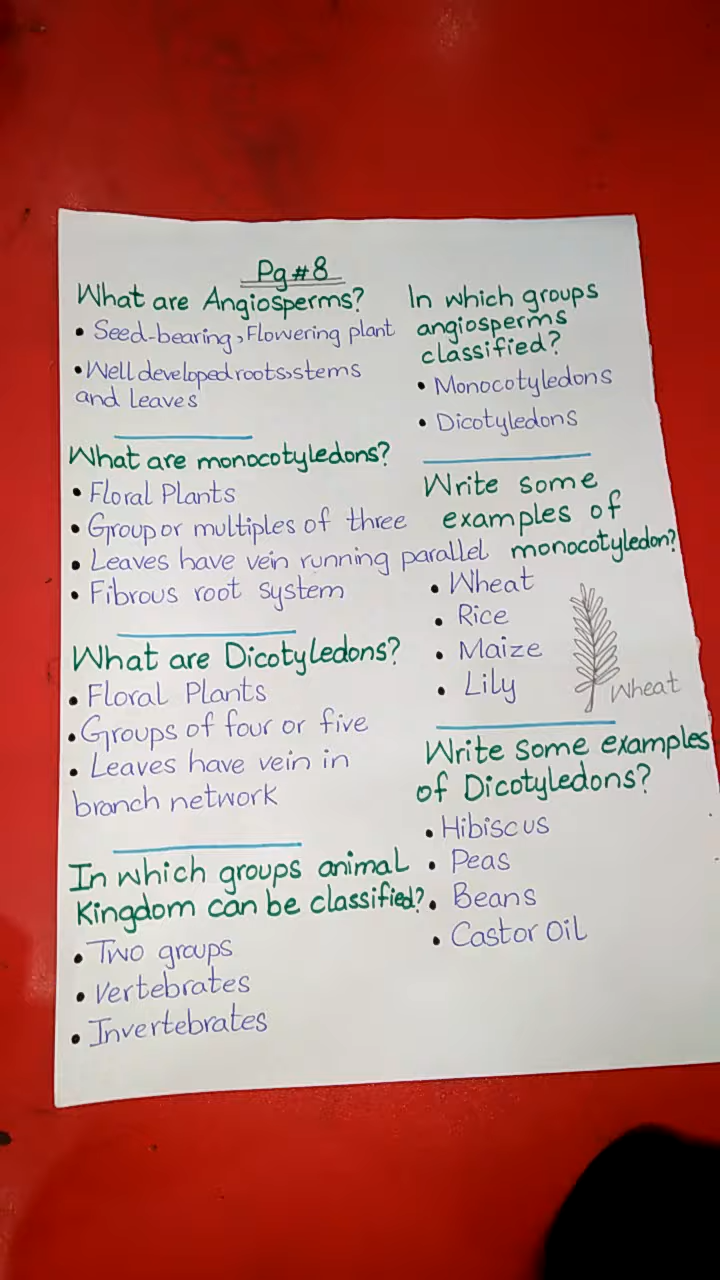 Pg#8
What are Angiosperms?
• Seed-bearing, Flowering plant
• Well developed roots, stems
and leaves
What are monocotyledons?
• Floral Plants
• Group or multiples of three
• Leaves have vein running parallel
• Fibrous root system
What are Dicotyledons?
• Floral Plants
• Groups of four or five
• Leaves have vein in
branch network
In which groups animal
Kingdom can be classified?
• Two groups
• Vertebrates
• Invertebrates
In which groups
angiosperms
classified?
• Monocotyledons
• Dicotyledons
Write some
examples of
monocotyledon?
• Wheat
• Rice
• Maize
• Lily
Wheat
Write some examples
of Dicotyledons?
• Hibiscus
• Peas
• Beans
• Castor Oil